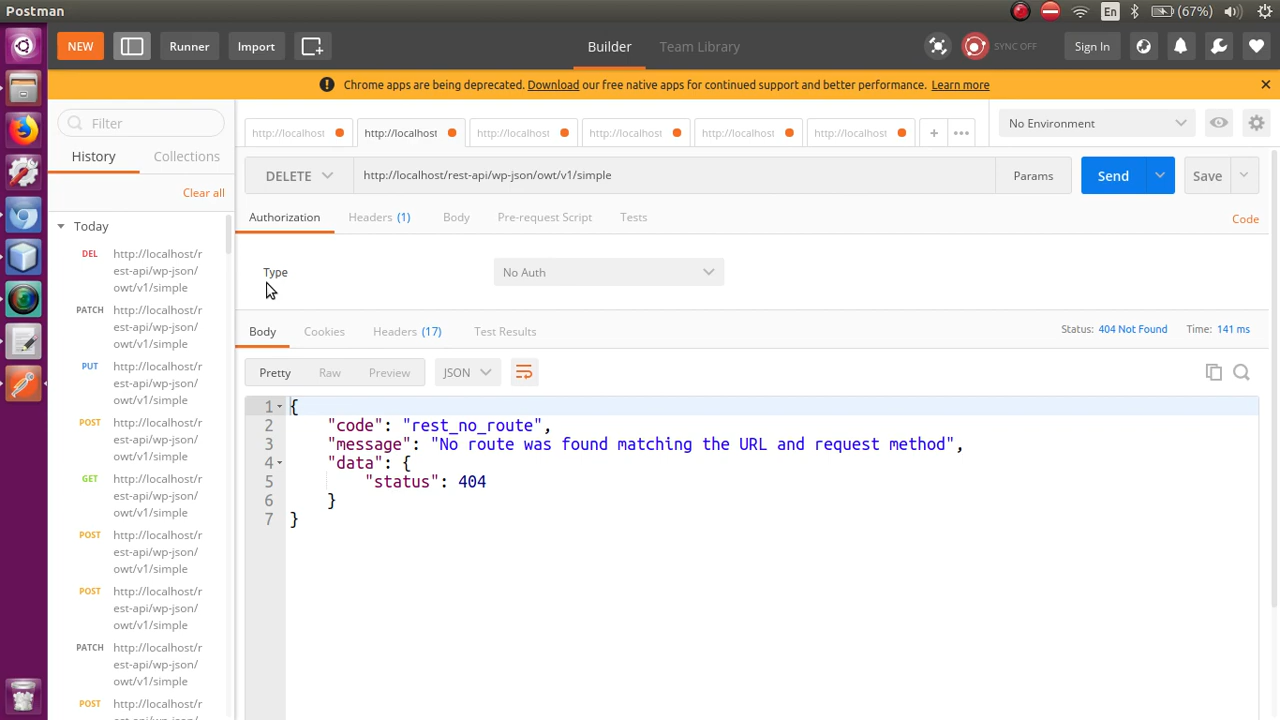 Postman
En
(67%)
NEW
Runner
Import
Builder
Team Library
SYNC OFF
Sign In
Chrome apps are being deprecated. Download our free native apps for continued support and better performance. Learn more
Filter
History
Collections
Clear all
Today
DEL
http://localhost/r
est-api/wp-json/
owt/v1/simple
PATCH
http://localhost/r
est-api/wp-json/
owt/v1/simple
PUT
http://localhost/r
est-api/wp-json/
owt/v1/simple
POST
http://localhost/r
est-api/wp-json/
owt/v1/simple
GET
http://localhost/r
est-api/wp-json/
owt/v1/simple
POST
http://localhost/r
est-api/wp-json/
owt/v1/simple
POST
http://localhost/r
est-api/wp-json/
owt/v1/simple
PATCH
http://localhost/r
est-api/wp-json/
owt/v1/simple
POST
http://localhost/r
http://localhost
http://localhost
http://localhost
http://localhost
http://localhost
http://localhost
No Environment
DELETE
http://localhost/rest-api/wp-json/owt/v1/simple
Params
Send
Save
Authorization
Headers (1)
Body
Pre-request Script
Tests
Code
Type
No Auth
Body
Cookies
Headers (17)
Test Results
Status: 404 Not Found
Time: 141 ms
Pretty
Raw
Preview
JSON
1 {
2 "code": "rest_no_route",
3 "message": "No route was found matching the URL and request method",
4 "data": {
5 "status": 404
6 }
7 }